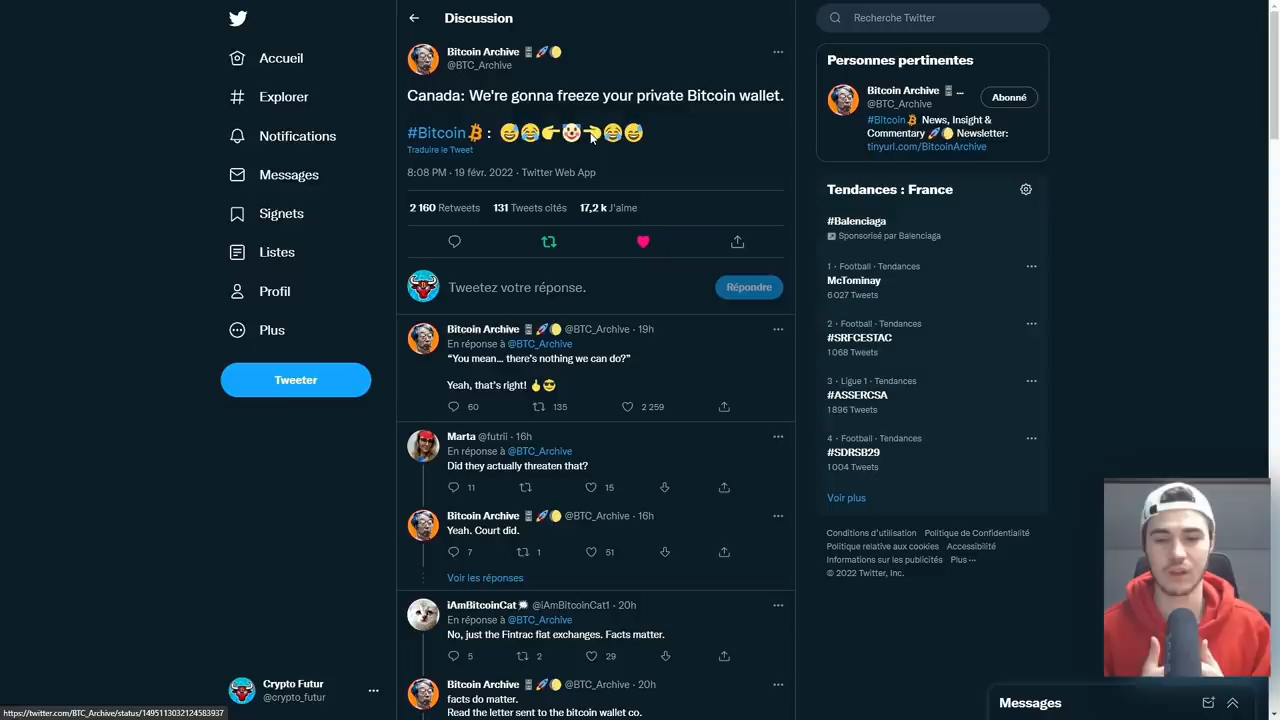 Accueil
Explorer
Notifications
Messages
Signets
Listes
Profil
Plus
Tweeter
Crypto Futur
@crypto_futur
https://twitter.com/BTC_Archive/status/1495113032124583937
Discussion
Bitcoin Archive 🗄🚀🌔
@BTC_Archive
Canada: We're gonna freeze your private Bitcoin wallet.
#Bitcoin : 😅😂👉🤡👈😂😅
Traduire le Tweet
8:08 PM · 19 févr. 2022 · Twitter Web App
2 160 Retweets 131 Tweets cités 17,2 k J'aime
Tweetez votre réponse.
Répondre
Bitcoin Archive 🗄🚀🌔 @BTC_Archive · 19h
En réponse à @BTC_Archive
“You mean... there's nothing we can do?”
Yeah, that's right! 🖕😎
60 135 2 259
Marta @futrii · 16h
En réponse à @BTC_Archive
Did they actually threaten that?
11 15
Bitcoin Archive 🗄🚀🌔 @BTC_Archive · 16h
Yeah. Court did.
7 1 51
Voir les réponses
iAmBitcoinCat @iAmBitcoinCat1 · 20h
En réponse à @BTC_Archive
No, just the Fintrac fiat exchanges. Facts matter.
5 2 29
Bitcoin Archive 🗄🚀🌔 @BTC_Archive · 20h
facts do matter.
Read the letter sent to the bitcoin wallet co.
Recherche Twitter
Personnes pertinentes
Bitcoin Archive 🗄 ...
@BTC_Archive
Abonné
#Bitcoin News, Insight &
Commentary 🚀🌔 Newsletter:
tinyurl.com/BitcoinArchive
Tendances : France
#Balenciaga
Sponsorisé par Balenciaga
1 · Football · Tendances
McTominay
6 027 Tweets
2 · Football · Tendances
#SRFCESTAC
1 068 Tweets
3 · Ligue 1 · Tendances
#ASSERCSA
1 896 Tweets
4 · Football · Tendances
#SDRSB29
1 004 Tweets
Voir plus
Conditions d'utilisation Politique de Confidentialité
Politique relative aux cookies Accessibilité
Informations sur les publicités Plus ···
© 2022 Twitter, Inc.
Messages